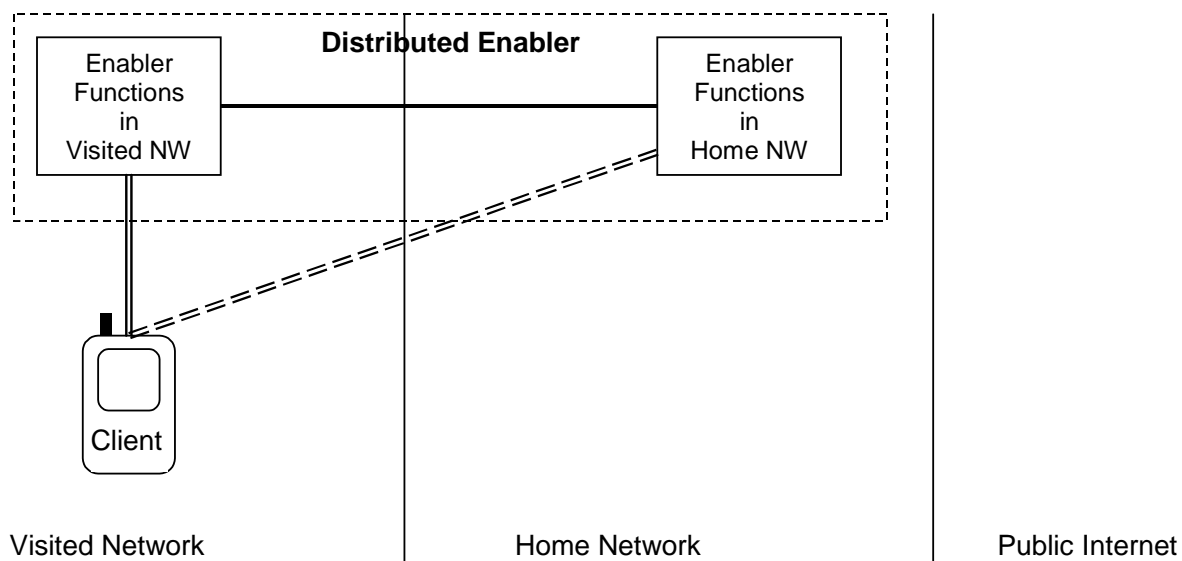 Distributed Enabler
Enabler
Functions
in
Visited NW
Enabler
Functions
in
Home NW
Client
Visited Network
Home Network
Public Internet